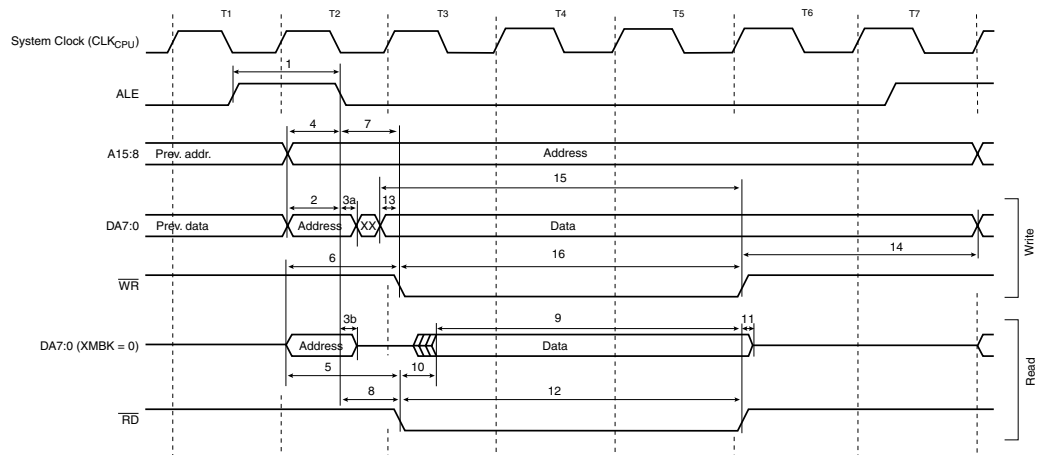 T1 T2 T3 T4 T5 T6 T7
System Clock (CLKCPU)
1
ALE
4 7
A15:8 Prev. addr. Address
15
2 3a 13
DA7:0 Prev. data Address XX Data
14
6 16
WR
Write
3b 9 11
DA7:0 (XMBK = 0) Address Data
5 10
8 12
RD
Read